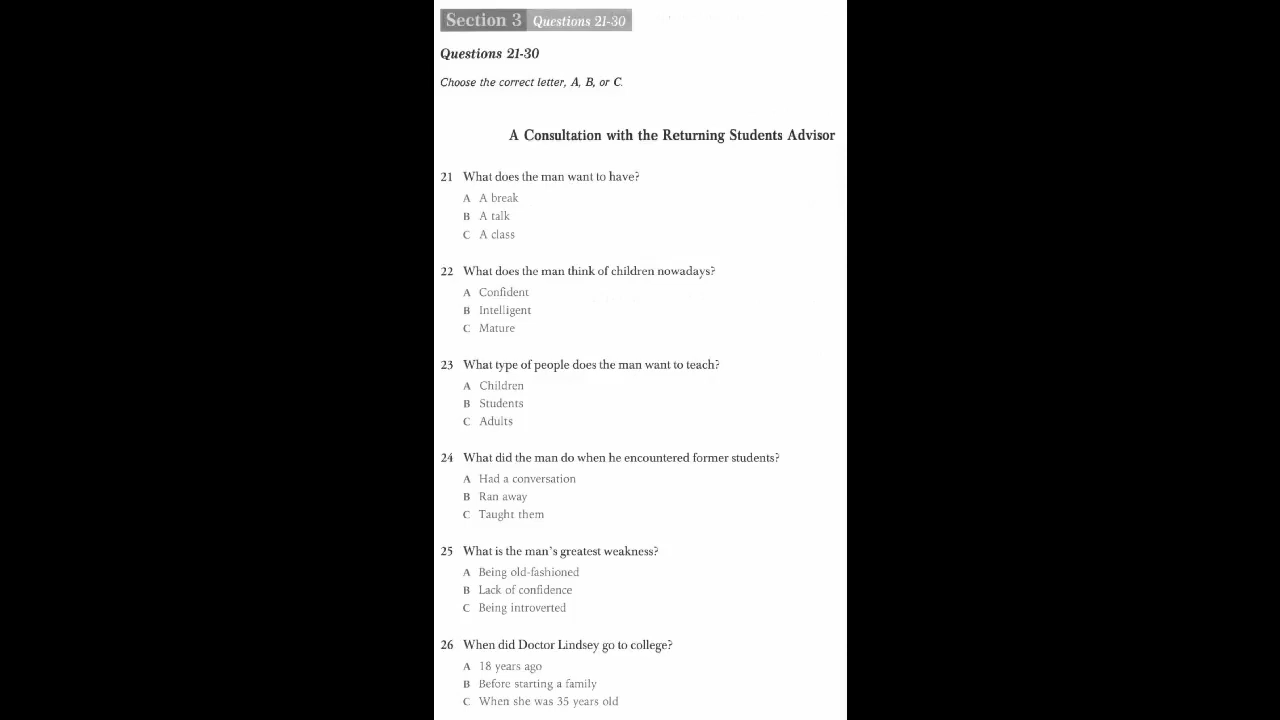 Section 3 Questions 21-30
Questions 21-30
Choose the correct letter, A, B, or C.
A Consultation with the Returning Students Advisor
21 What does the man want to have?
A A break
B A talk
C A class
22 What does the man think of children nowadays?
A Confident
B Intelligent
C Mature
23 What type of people does the man want to teach?
A Children
B Students
C Adults
24 What did the man do when he encountered former students?
A Had a conversation
B Ran away
C Taught them
25 What is the man's greatest weakness?
A Being old-fashioned
B Lack of confidence
C Being introverted
26 When did Doctor Lindsey go to college?
A 18 years ago
B Before starting a family
C When she was 35 years old